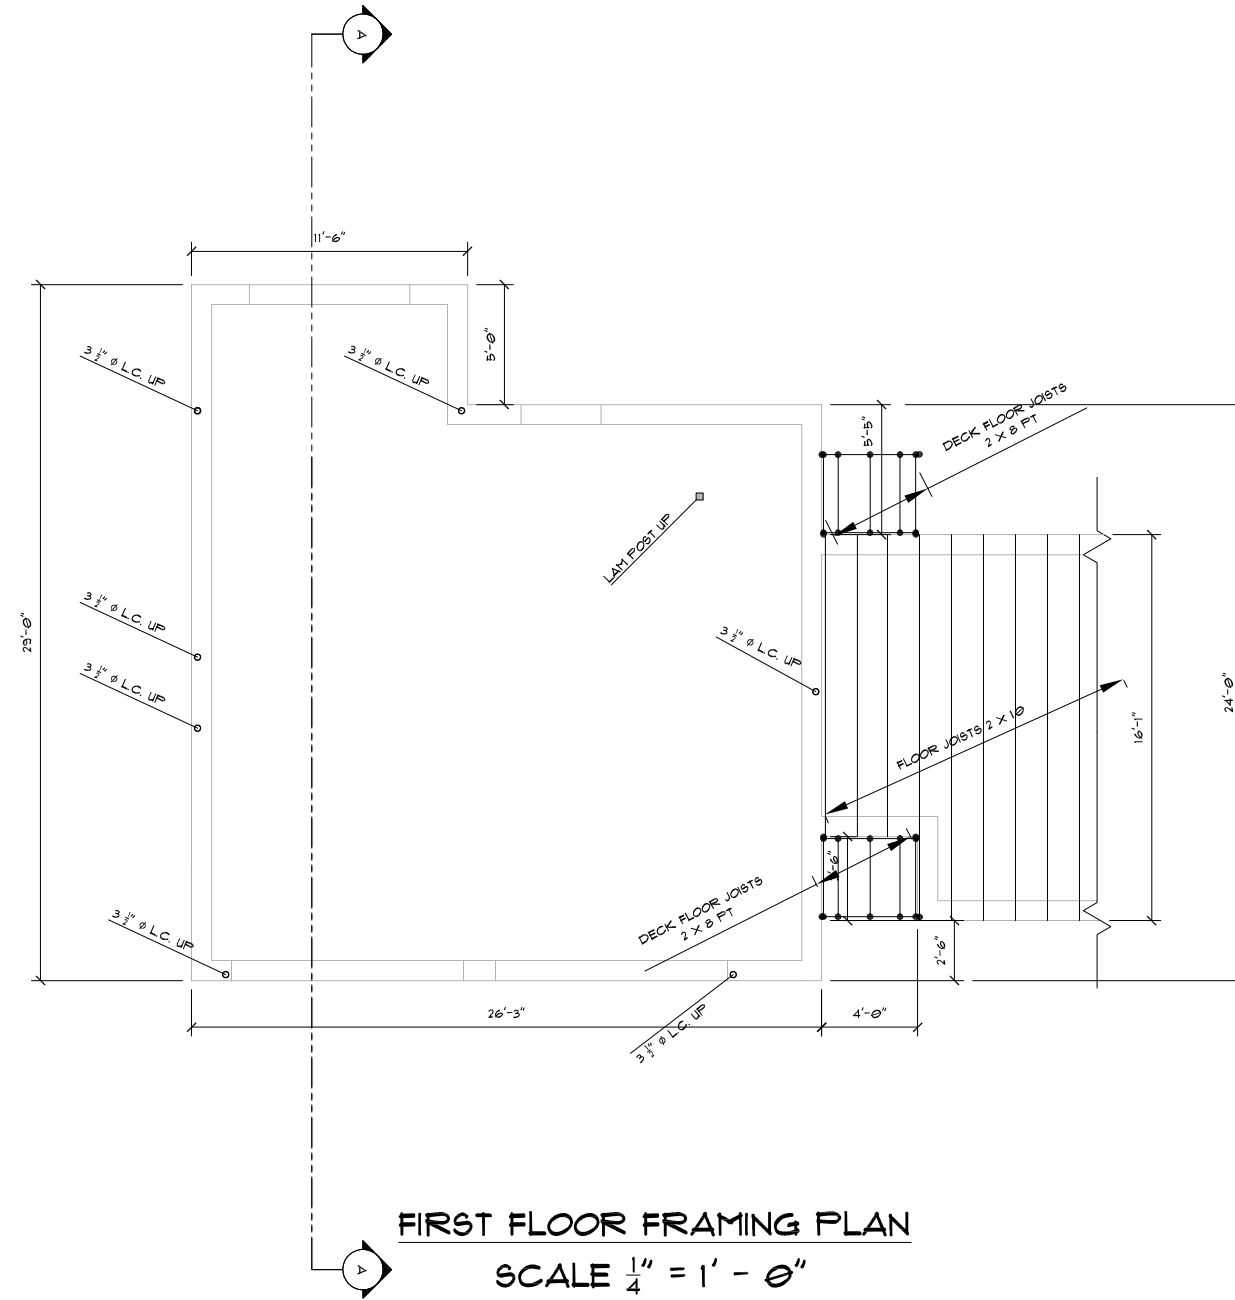 A
11'-6"
5'-0"
3 1/2" ø L.C. UP
3 1/2" ø L.C. UP
DECK FLOOR JOISTS
2 X 8 PT
5'-5"
LAM POST UP
29'-0"
3 1/2" ø L.C. UP
3 1/2" ø L.C. UP
3 1/2" ø L.C. UP
FLOOR JOISTS 2 X 10
16'-1"
24'-0"
DECK FLOOR JOISTS
2 X 8 PT
3 1/2" ø L.C. UP
2'-6"
26'-3"
4'-0"
3 1/2" ø L.C. UP
FIRST FLOOR FRAMING PLAN
SCALE 1/4" = 1' - 0"
A